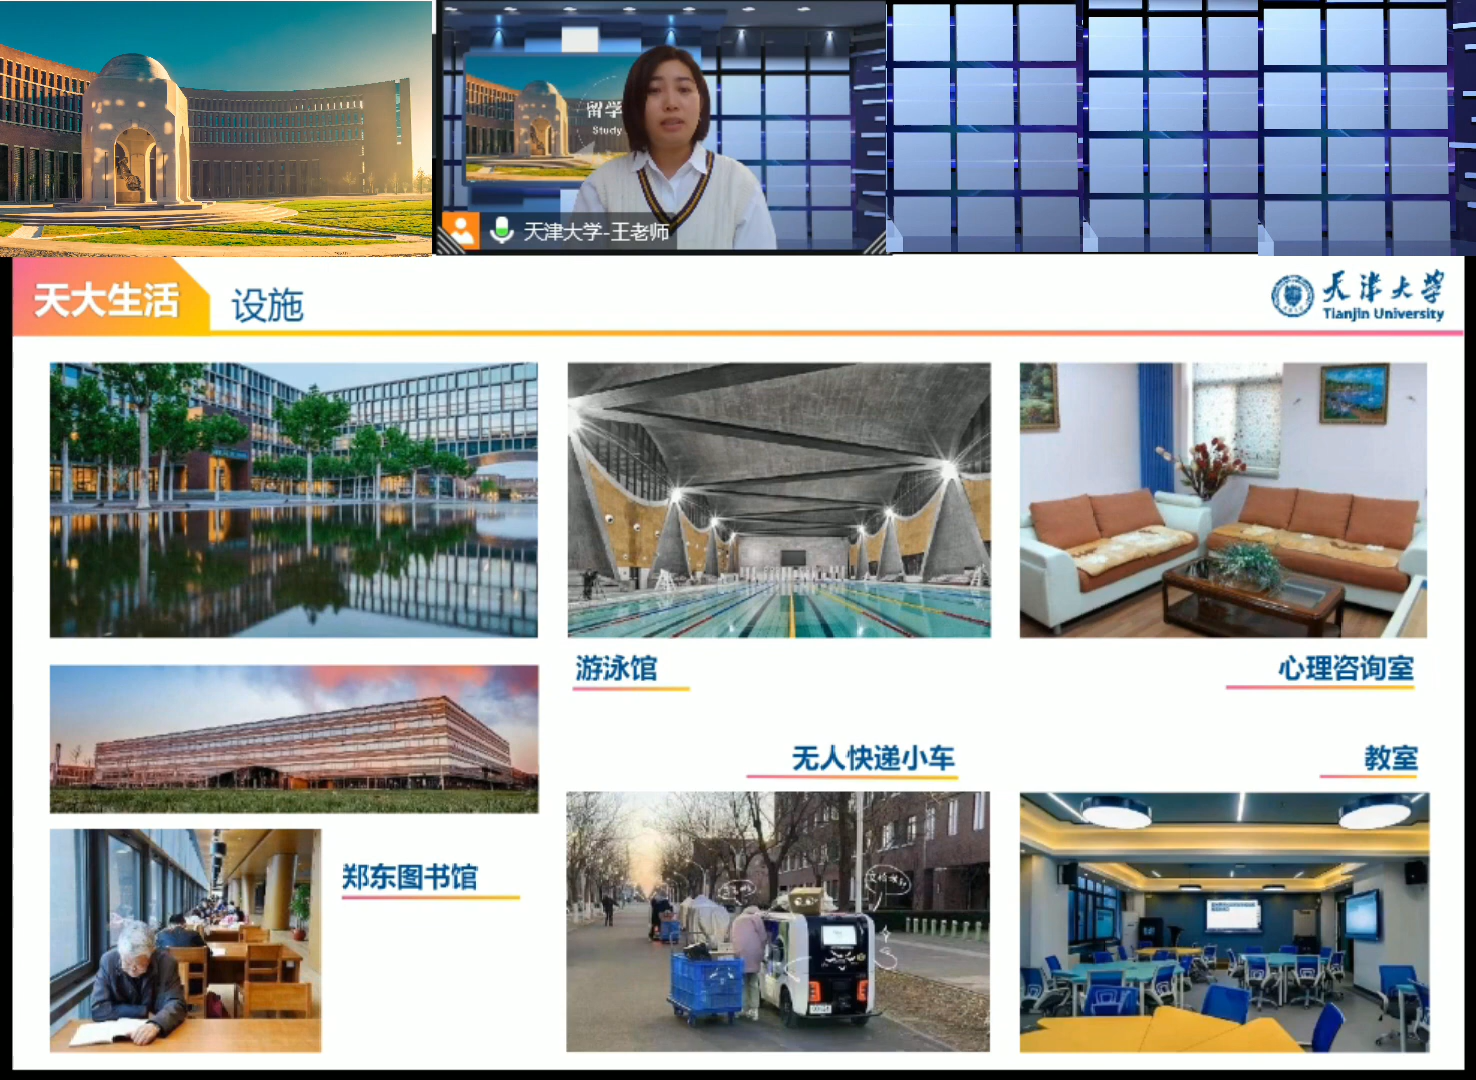 留学
Study
天津大学-王老师
天大生活
设施
天津大学
Tianjin University
游泳馆
心理咨询室
无人快递小车
教室
郑东图书馆